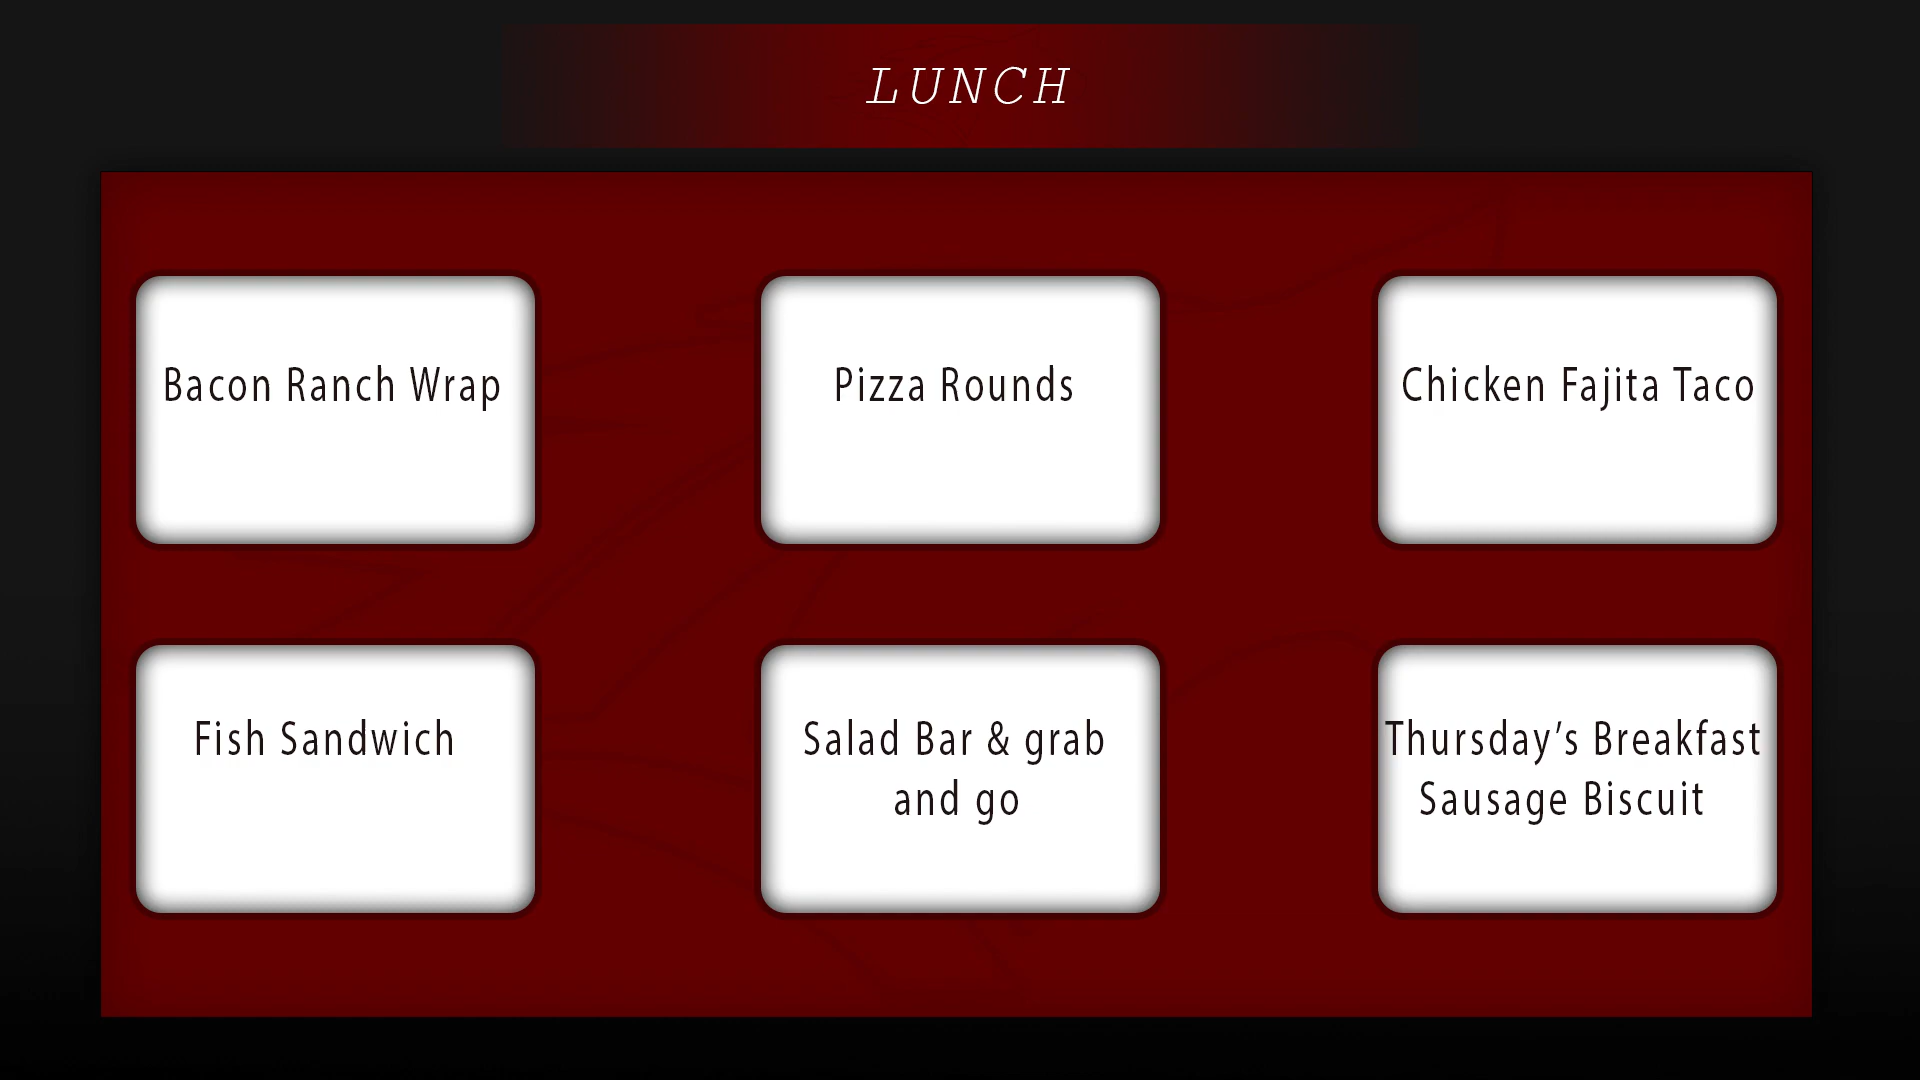 LUNCH
Bacon Ranch Wrap
Pizza Rounds
Chicken Fajita Taco
Fish Sandwich
Salad Bar & grab
and go
Thursday’s Breakfast
Sausage Biscuit